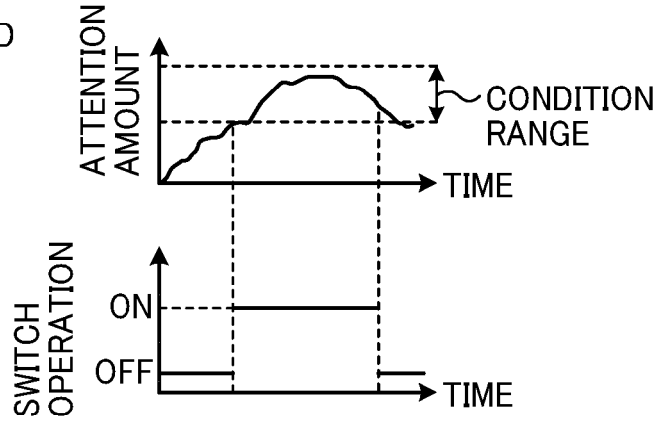 ATTENTION
AMOUNT
CONDITION
RANGE
TIME
SWITCH
OPERATION
ON
OFF
TIME